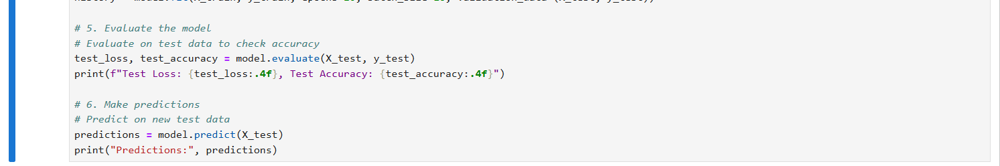 # 5. Evaluate the model
# Evaluate on test data to check accuracy
test_loss, test_accuracy = model.evaluate(X_test, y_test)
print(f"Test Loss: {test_loss:.4f}, Test Accuracy: {test_accuracy:.4f}")
# 6. Make predictions
# Predict on new test data
predictions = model.predict(X_test)
print("Predictions:", predictions)